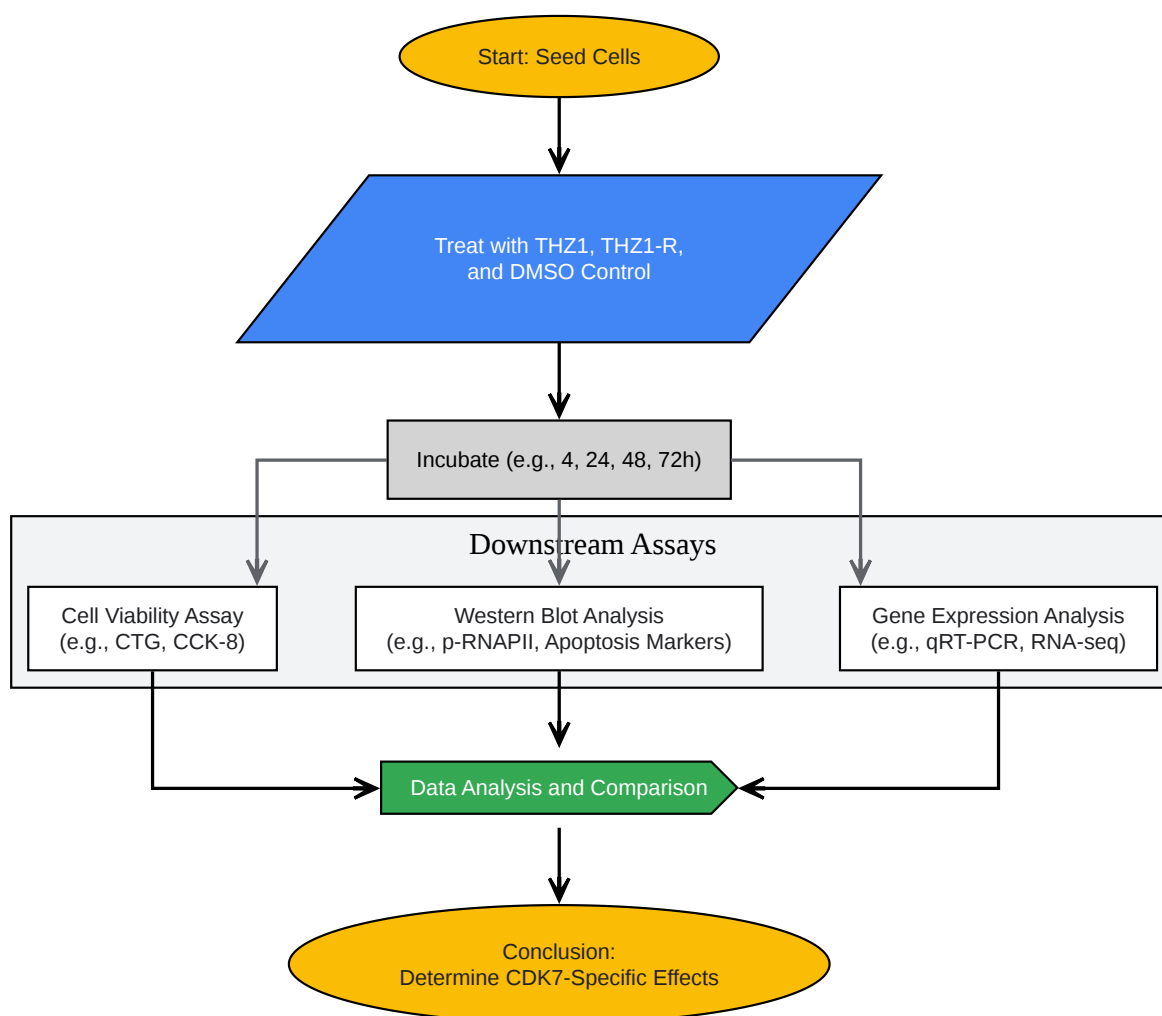 Start: Seed Cells
Treat with THZ1, THZ1-R,
and DMSO Control
Incubate (e.g., 4, 24, 48, 72h)
Downstream Assays
Cell Viability Assay
(e.g., CTG, CCK-8)
Western Blot Analysis
(e.g., p-RNAPII, Apoptosis Markers)
Gene Expression Analysis
(e.g., qRT-PCR, RNA-seq)
Data Analysis and Comparison
Conclusion:
Determine CDK7-Specific Effects